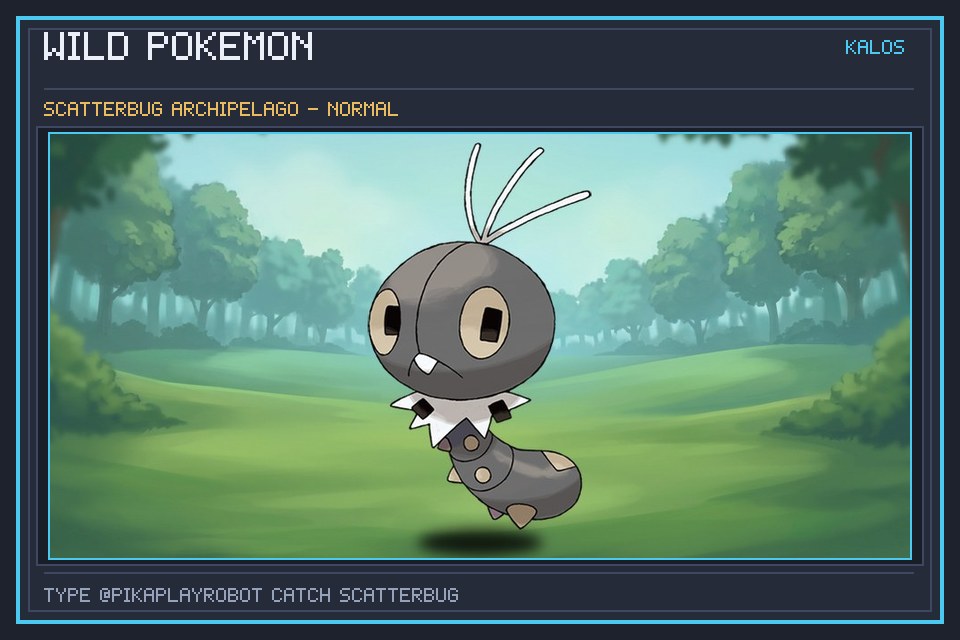 WILD POKEMON
KALOS
SCATTERBUG ARCHIPELAGO - NORMAL
TYPE @PIKAPLAYROBOT CATCH SCATTERBUG